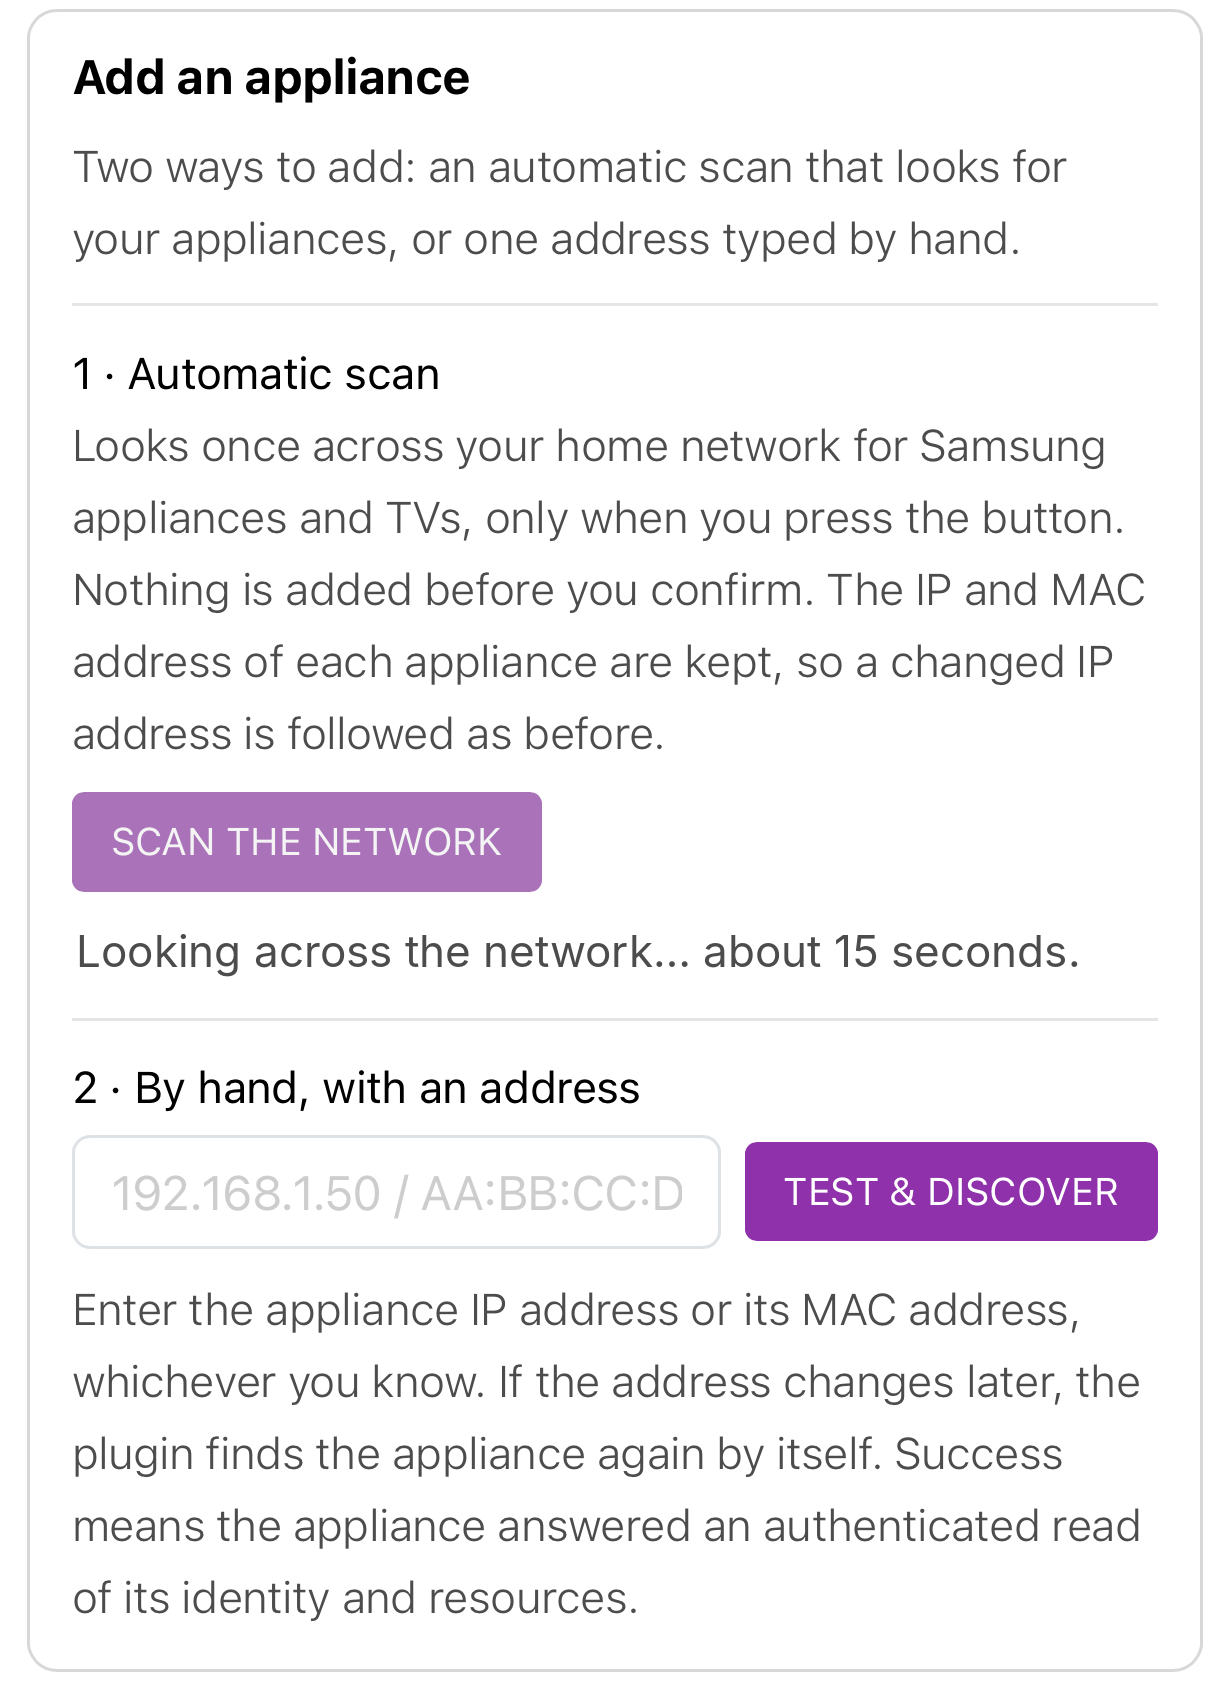 Add an appliance
Two ways to add: an automatic scan that looks for
your appliances, or one address typed by hand.
1 · Automatic scan
Looks once across your home network for Samsung
appliances and TVs, only when you press the button.
Nothing is added before you confirm. The IP and MAC
address of each appliance are kept, so a changed IP
address is followed as before.
SCAN THE NETWORK
Looking across the network... about 15 seconds.
2 · By hand, with an address
192.168.1.50 / AA:BB:CC:D
TEST & DISCOVER
Enter the appliance IP address or its MAC address,
whichever you know. If the address changes later, the
plugin finds the appliance again by itself. Success
means the appliance answered an authenticated read
of its identity and resources.